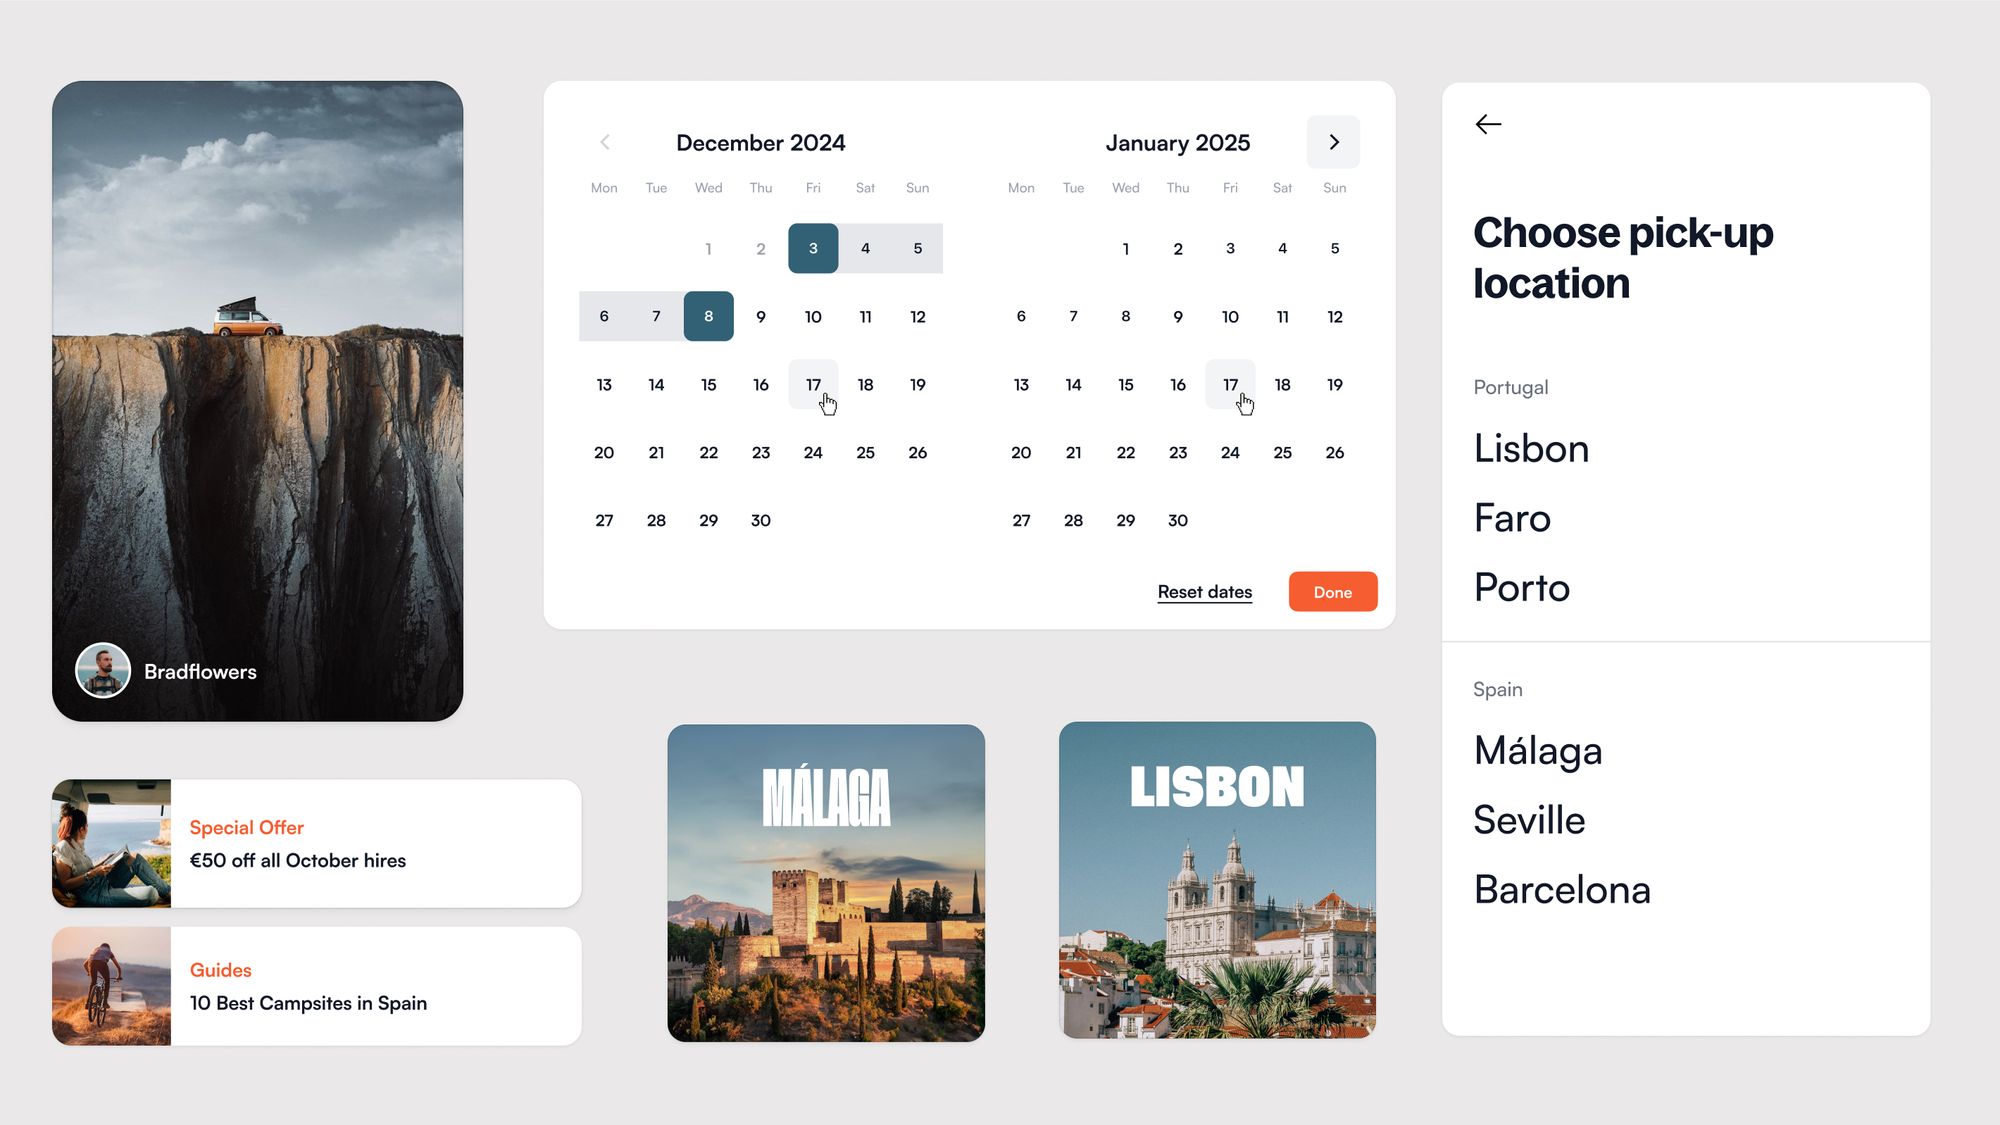 Bradflowers
Special Offer
€50 off all October hires
Guides
10 Best Campsites in Spain
December 2024
Mon Tue Wed Thu Fri Sat Sun
1 2 3 4 5
6 7 8 9 10 11 12
13 14 15 16 17 18 19
20 21 22 23 24 25 26
27 28 29 30
January 2025
Mon Tue Wed Thu Fri Sat Sun
1 2 3 4 5
6 7 8 9 10 11 12
13 14 15 16 17 18 19
20 21 22 23 24 25 26
27 28 29 30
Reset dates
Done
MÁLAGA
LISBON
Choose pick-up
location
Portugal
Lisbon
Faro
Porto
Spain
Málaga
Seville
Barcelona